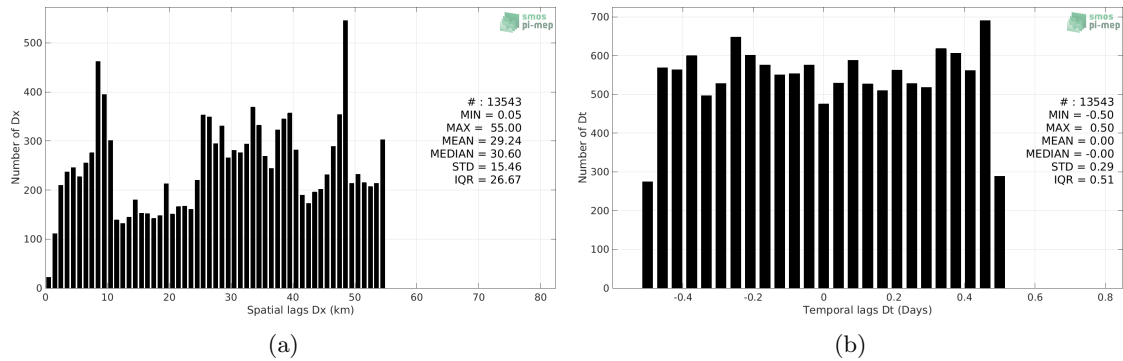 smos
pi-mep
500
400
300
200
100
0
Number of Dx
# : 13543
MIN = 0.05
MAX = 55.00
MEAN = 29.24
MEDIAN = 30.60
STD = 15.46
IQR = 26.67
0 10 20 30 40 50 60 70 80
Spatial lags Dx (km)
(a)
smos
pi-mep
700
600
500
400
300
200
100
0
Number of Dt
# : 13543
MIN = -0.50
MAX = 0.50
MEAN = 0.00
MEDIAN = -0.00
STD = 0.29
IQR = 0.51
-0.4 -0.2 0 0.2 0.4 0.6 0.8
Temporal lags Dt (Days)
(b)